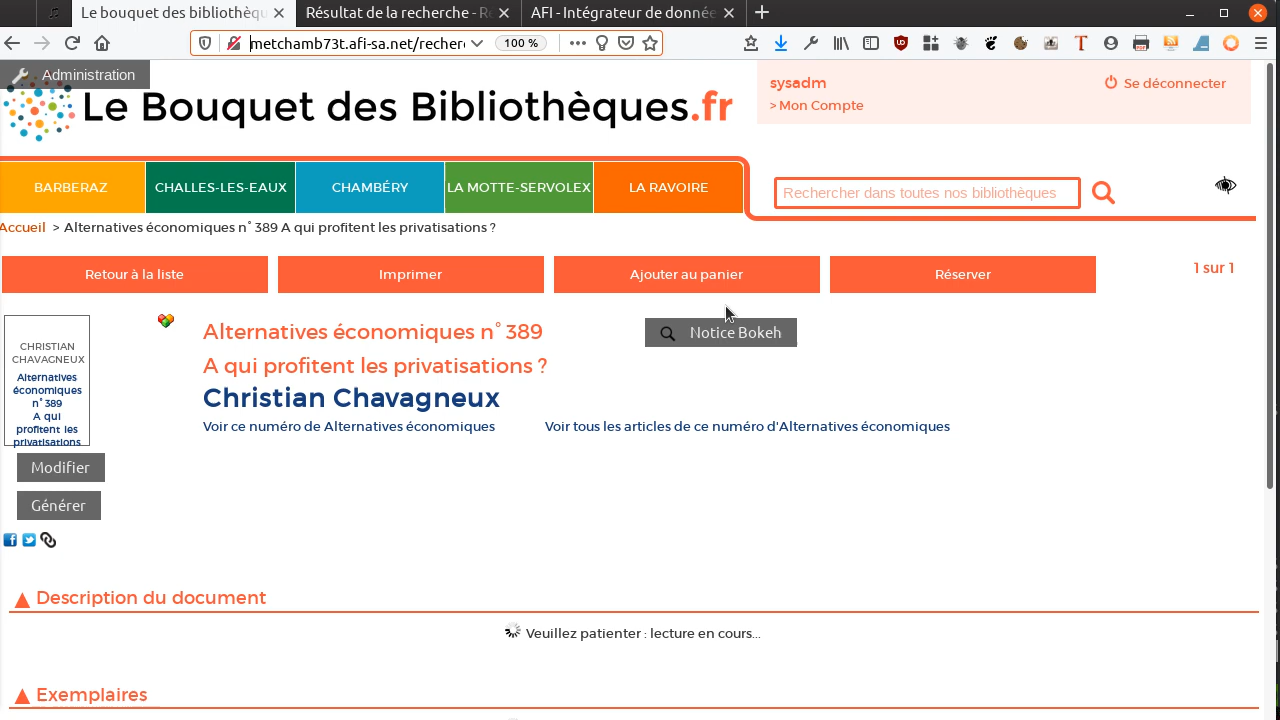 Le bouquet des bibliothèqu
Résultat de la recherche - R
AFI - Intégrateur de donnée
metchamb73t.afi-sa.net/recher
100 %
Administration
Le Bouquet des Bibliothèques.fr
sysadm
Se déconnecter
> Mon Compte
BARBERAZ
CHALLES-LES-EAUX
CHAMBÉRY
LA MOTTE-SERVOLEX
LA RAVOIRE
Rechercher dans toutes nos bibliothèques
Accueil > Alternatives économiques n° 389 A qui profitent les privatisations ?
Retour à la liste
Imprimer
Ajouter au panier
Réserver
1 sur 1
CHRISTIAN
CHAVAGNEUX
Alternatives
économiques
n° 389
A qui
profitent les
privatisations
Alternatives économiques n° 389
Notice Bokeh
A qui profitent les privatisations ?
Christian Chavagneux
Voir ce numéro de Alternatives économiques
Voir tous les articles de ce numéro d'Alternatives économiques
Modifier
Générer
Description du document
Veuillez patienter : lecture en cours...
Exemplaires